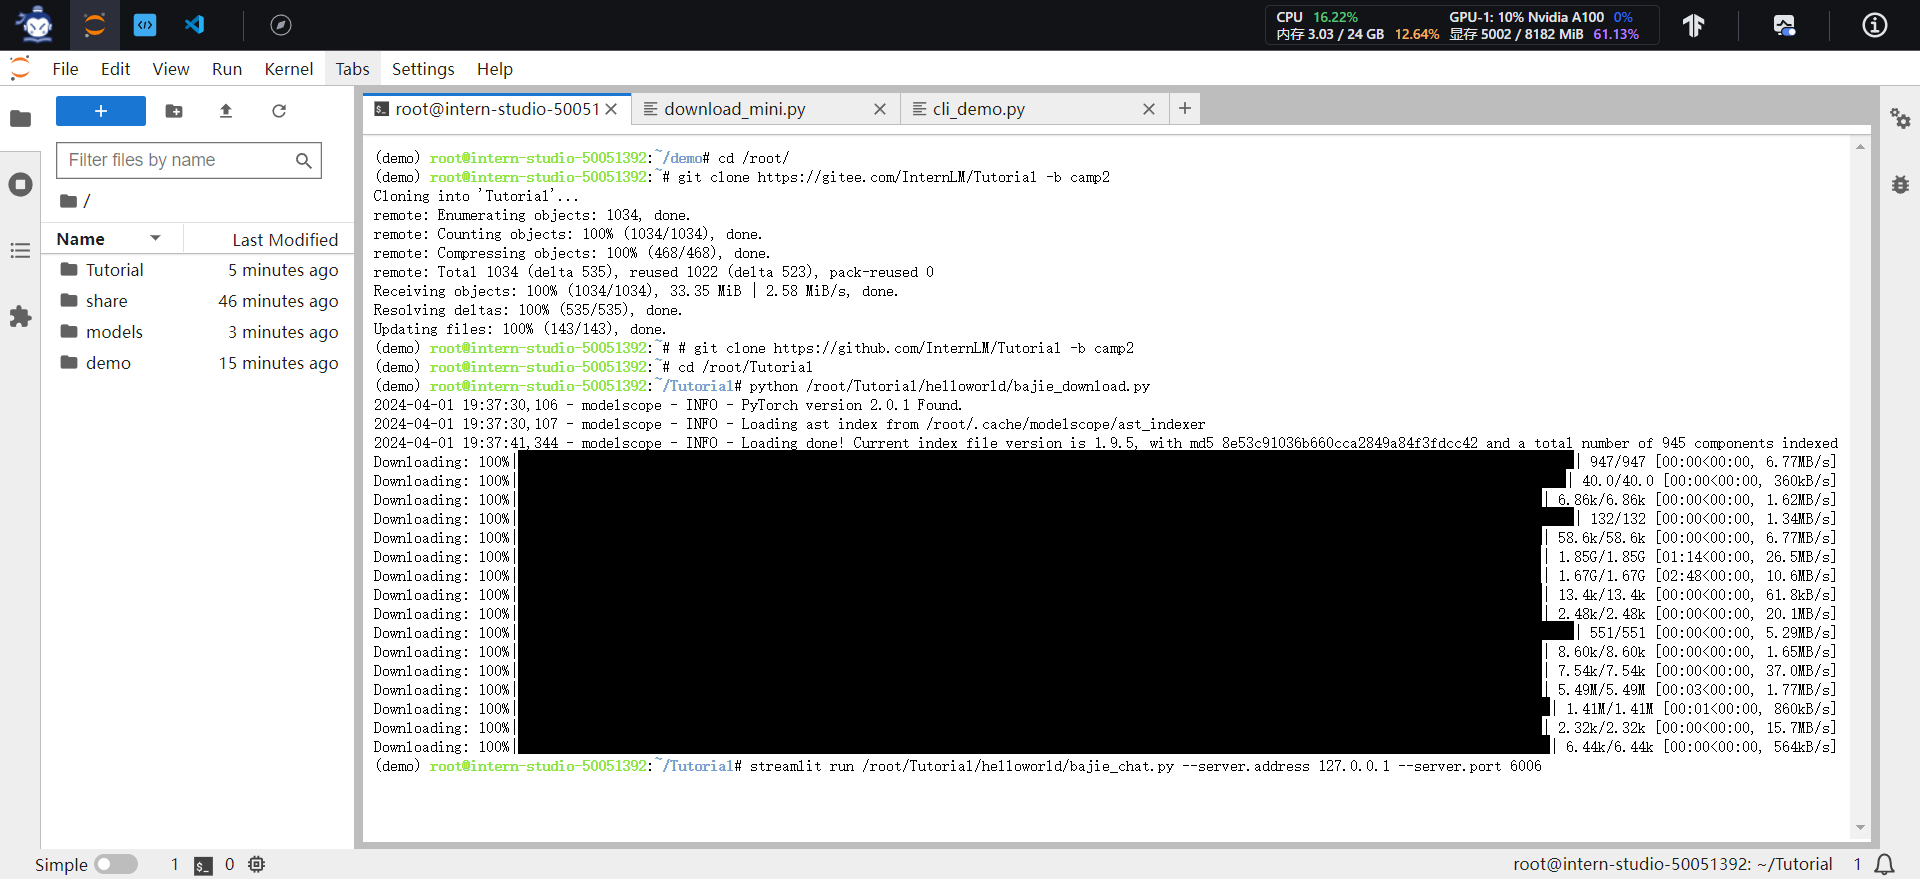 CPU 16.22% GPU-1: 10% Nvidia A100 0%
内存 3.03 / 24 GB 12.64% 显存 5002 / 8182 MiB 61.13%
File Edit View Run Kernel Tabs Settings Help
root@intern-studio-50051 download_mini.py cli_demo.py
Filter files by name
/
Name Last Modified
Tutorial 5 minutes ago
share 46 minutes ago
models 3 minutes ago
demo 15 minutes ago
(demo) root@intern-studio-50051392:~/demo# cd /root/
(demo) root@intern-studio-50051392:~# git clone https://gitee.com/InternLM/Tutorial -b camp2
Cloning into 'Tutorial'...
remote: Enumerating objects: 1034, done.
remote: Counting objects: 100% (1034/1034), done.
remote: Compressing objects: 100% (468/468), done.
remote: Total 1034 (delta 535), reused 1022 (delta 523), pack-reused 0
Receiving objects: 100% (1034/1034), 33.35 MiB | 2.58 MiB/s, done.
Resolving deltas: 100% (535/535), done.
Updating files: 100% (143/143), done.
(demo) root@intern-studio-50051392:~# # git clone https://github.com/InternLM/Tutorial -b camp2
(demo) root@intern-studio-50051392:~# cd /root/Tutorial
(demo) root@intern-studio-50051392:~/Tutorial# python /root/Tutorial/helloworld/bajie_download.py
2024-04-01 19:37:30,106 - modelscope - INFO - PyTorch version 2.0.1 Found.
2024-04-01 19:37:30,107 - modelscope - INFO - Loading ast index from /root/.cache/modelscope/ast_indexer
2024-04-01 19:37:41,344 - modelscope - INFO - Loading done! Current index file version is 1.9.5, with md5 8e53c91036b660cca2849a84f3fdcc42 and a total number of 945 components indexed
Downloading: 100%| | 947/947 [00:00<00:00, 6.77MB/s]
Downloading: 100%| | 40.0/40.0 [00:00<00:00, 360kB/s]
Downloading: 100%| | 6.86k/6.86k [00:00<00:00, 1.62MB/s]
Downloading: 100%| | 132/132 [00:00<00:00, 1.34MB/s]
Downloading: 100%| | 58.6k/58.6k [00:00<00:00, 6.77MB/s]
Downloading: 100%| | 1.85G/1.85G [01:14<00:00, 26.5MB/s]
Downloading: 100%| | 1.67G/1.67G [02:48<00:00, 10.6MB/s]
Downloading: 100%| | 13.4k/13.4k [00:00<00:00, 61.8kB/s]
Downloading: 100%| | 2.48k/2.48k [00:00<00:00, 20.1MB/s]
Downloading: 100%| | 551/551 [00:00<00:00, 5.29MB/s]
Downloading: 100%| | 8.60k/8.60k [00:00<00:00, 1.65MB/s]
Downloading: 100%| | 7.54k/7.54k [00:00<00:00, 37.0MB/s]
Downloading: 100%| | 5.49M/5.49M [00:03<00:00, 1.77MB/s]
Downloading: 100%| | 1.41M/1.41M [00:01<00:00, 860kB/s]
Downloading: 100%| | 2.32k/2.32k [00:00<00:00, 15.7MB/s]
Downloading: 100%| | 6.44k/6.44k [00:00<00:00, 564kB/s]
(demo) root@intern-studio-50051392:~/Tutorial# streamlit run /root/Tutorial/helloworld/bajie_chat.py --server.address 127.0.0.1 --server.port 6006
Simple 1 0 root@intern-studio-50051392: ~/Tutorial 1